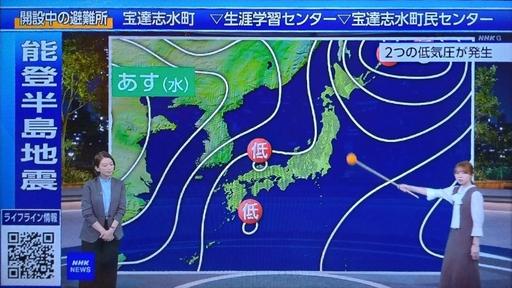 開設中の避難所 宝達志水町 ▽生涯学習センター▽宝達志水町民センター
NHK G
2つの低気圧が発生
あす(水)
能登半島地震
低
低
ライフライン情報
NHK
NEWS